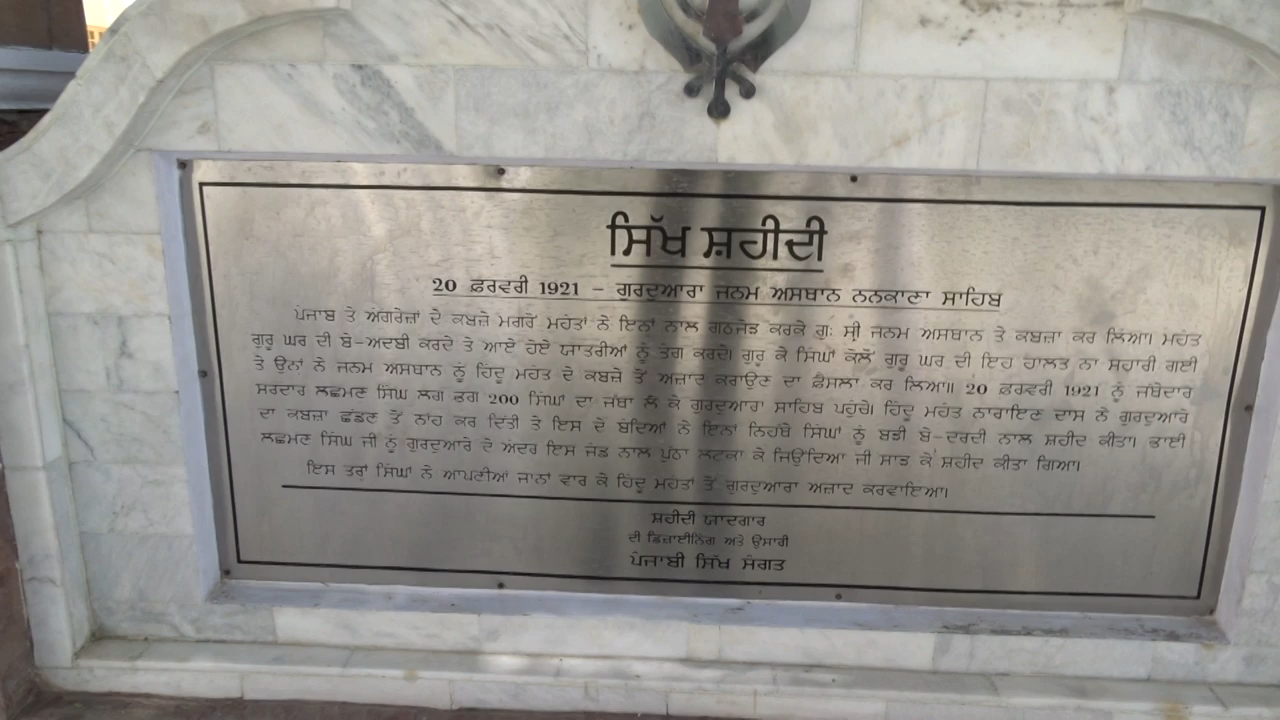 ਸਿੱਖ ਸ਼ਹੀਦੀ
20 ਫ਼ਰਵਰੀ 1921 – ਗੁਰਦੁਆਰਾ ਜਨਮ ਅਸਥਾਨ ਨਨਕਾਣਾ ਸਾਹਿਬ
ਪੰਜਾਬ ਤੇ ਅੰਗਰੇਜ਼ਾਂ ਦੇ ਕਬਜ਼ੇ ਮਗਰੋਂ ਮਹੰਤਾਂ ਨੇ ਇਨਾਂ ਨਾਲ ਗਠਜੋੜ ਕਰਕੇ ਗੁ: ਸ੍ਰੀ ਜਨਮ ਅਸਥਾਨ ਤੇ ਕਬਜ਼ਾ ਕਰ ਲਿਆ। ਮਹੰਤ
ਗੁਰੂ ਘਰ ਦੀ ਬੇ-ਅਦਬੀ ਕਰਦੇ ਤੇ ਆਏ ਹੋਏ ਯਾਤਰੀਆਂ ਨੂੰ ਤੰਗ ਕਰਦੇ। ਗੁਰੂ ਕੇ ਸਿੰਘਾਂ ਕੋਲੋਂ ਗੁਰੂ ਘਰ ਦੀ ਇਹ ਹਾਲਤ ਨਾ ਸਹਾਰੀ ਗਈ
ਤੇ ਉਨਾਂ ਨੇ ਜਨਮ ਅਸਥਾਨ ਨੂੰ ਹਿੰਦੂ ਮਹੰਤ ਦੇ ਕਬਜ਼ੇ ਤੋਂ ਅਜ਼ਾਦ ਕਰਾਉਣ ਦਾ ਫ਼ੈਸਲਾ ਕਰ ਲਿਆ॥ 20 ਫ਼ਰਵਰੀ 1921 ਨੂੰ ਜੱਥੇਦਾਰ
ਸਰਦਾਰ ਲਛਮਣ ਸਿੰਘ ਲਗ ਭਗ 200 ਸਿੰਘਾਂ ਦਾ ਜੱਥਾ ਲੈ ਕੇ ਗੁਰਦੁਆਰਾ ਸਾਹਿਬ ਪਹੁੰਚੇ। ਹਿੰਦੂ ਮਹੰਤ ਨਾਰਾਇਣ ਦਾਸ ਨੇ ਗੁਰਦੁਆਰੇ
ਦਾ ਕਬਜ਼ਾ ਛੱਡਣ ਤੋਂ ਨਾਂਹ ਕਰ ਦਿੱਤੀ ਤੇ ਇਸ ਦੇ ਬੰਦਿਆਂ ਨੇ ਇਨਾਂ ਨਿਹੱਥੇ ਸਿੰਘਾਂ ਨੂੰ ਬੜੀ ਬੇ-ਦਰਦੀ ਨਾਲ ਸ਼ਹੀਦ ਕੀਤਾ। ਭਾਈ
ਲਛਮਣ ਸਿੰਘ ਜੀ ਨੂੰ ਗੁਰਦੁਆਰੇ ਦੇ ਅੰਦਰ ਇਸ ਜੰਡ ਨਾਲ ਪੁੱਠਾ ਲਟਕਾ ਕੇ ਜਿਉਂਦਿਆ ਜੀ ਸਾੜ ਕੇ ਸ਼ਹੀਦ ਕੀਤਾ ਗਿਆ।
ਇਸ ਤਰਾਂ ਸਿੰਘਾਂ ਨੇ ਆਪਣੀਆਂ ਜਾਨਾਂ ਵਾਰ ਕੇ ਹਿੰਦੂ ਮਹੰਤਾਂ ਤੋਂ ਗੁਰਦੁਆਰਾ ਅਜ਼ਾਦ ਕਰਵਾਇਆ।
ਸ਼ਹੀਦੀ ਯਾਦਗਾਰ
ਦੀ ਡਿਜ਼ਾਈਨਿੰਗ ਅਤੇ ਉਸਾਰੀ
ਪੰਜਾਬੀ ਸਿੱਖ ਸੰਗਤ